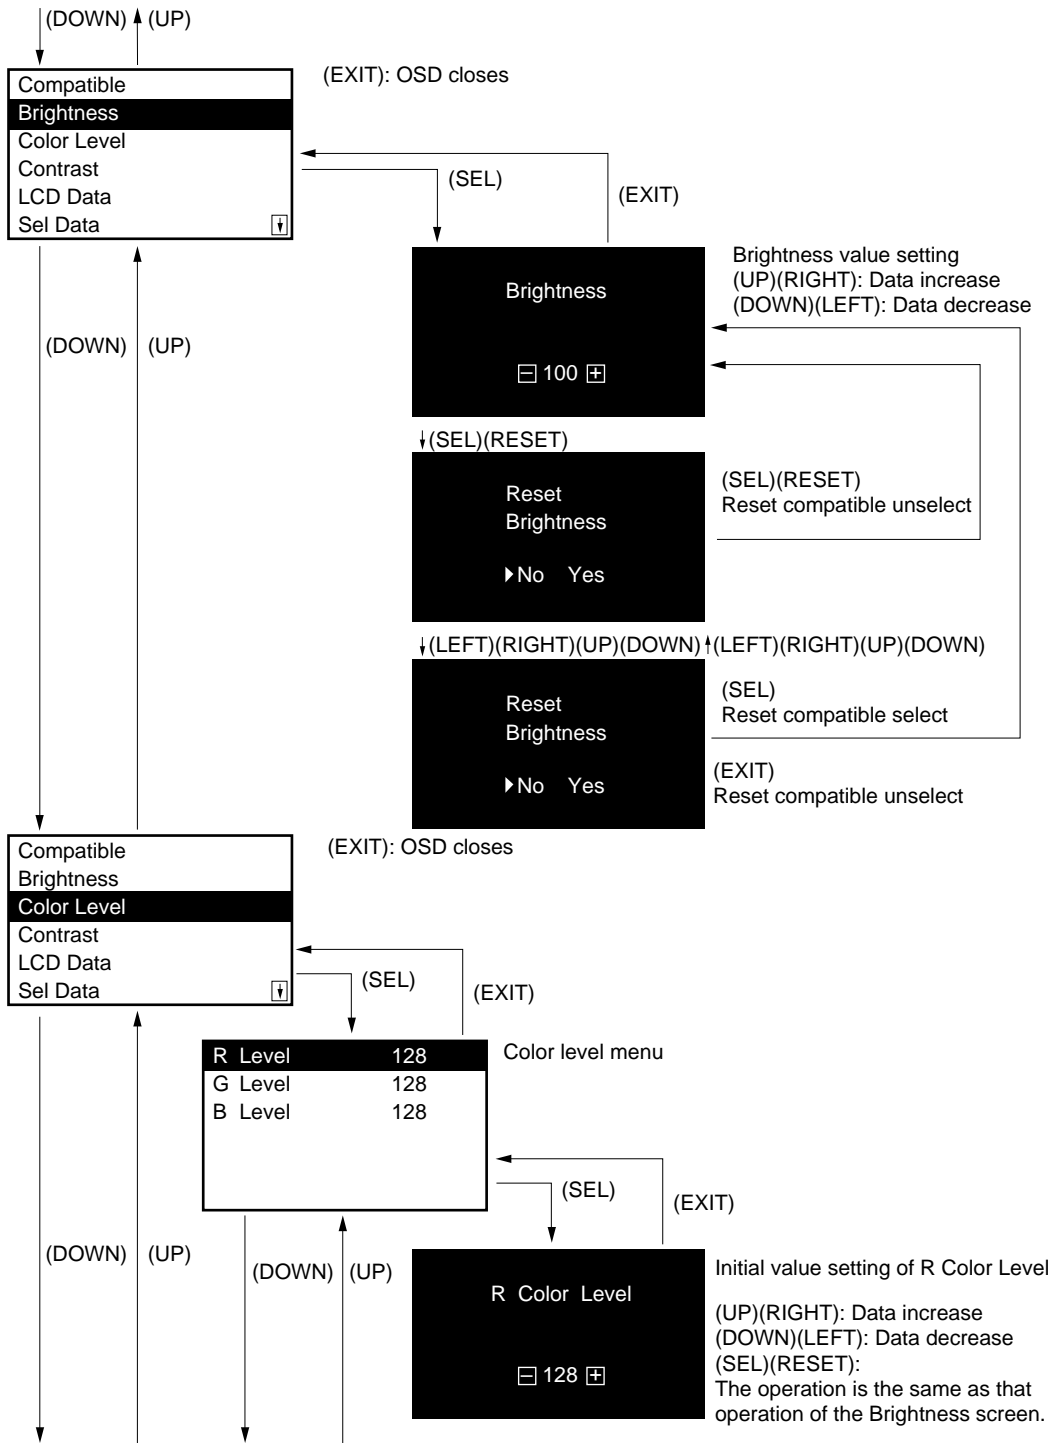 (DOWN) (UP)
(EXIT): OSD closes
Compatible
Brightness
Color Level
Contrast
LCD Data
Sel Data
(SEL)
(EXIT)
Brightness value setting
(UP)(RIGHT): Data increase
(DOWN)(LEFT): Data decrease
Brightness
100
(DOWN) (UP)
(SEL)(RESET)
Reset
Brightness
No Yes
(SEL)(RESET)
Reset compatible unselect
(LEFT)(RIGHT)(UP)(DOWN) (LEFT)(RIGHT)(UP)(DOWN)
Reset
Brightness
No Yes
(SEL)
Reset compatible select
(EXIT)
Reset compatible unselect
(EXIT): OSD closes
Compatible
Brightness
Color Level
Contrast
LCD Data
Sel Data
(SEL)
(EXIT)
Color level menu
R Level 128
G Level 128
B Level 128
(SEL)
(EXIT)
(DOWN) (UP)
(DOWN) (UP)
R Color Level
128
Initial value setting of R Color Level
(UP)(RIGHT): Data increase
(DOWN)(LEFT): Data decrease
(SEL)(RESET):
The operation is the same as that
operation of the Brightness screen.